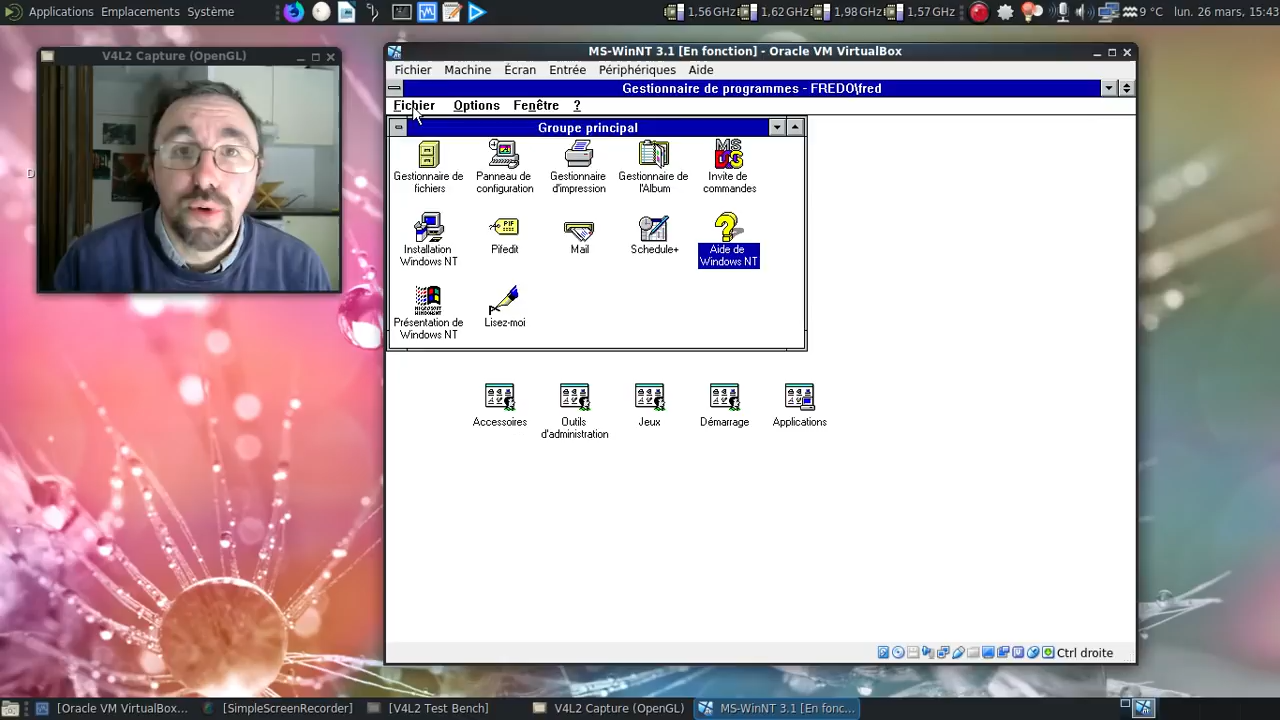 Applications Emplacements Système
1,56 GHz 1,62 GHz 1,98GHz 1,57 GHz 9 °C lun. 26 mars, 15:43
V4L2 Capture (OpenGL)
MS-WinNT 3.1 [En fonction] - Oracle VM VirtualBox
Fichier Machine Écran Entrée Périphériques Aide
Gestionnaire de programmes - FREDO\fred
Fichier Options Fenêtre ?
Groupe principal
Gestionnaire de fichiers
Panneau de configuration
Gestionnaire d'impression
Gestionnaire de l'Album
MS DOS
Invite de commandes
Installation Windows NT
PIF
Pifedit
Mail
Schedule+
Aide de Windows NT
Présentation de Windows NT
Lisez-moi
Accessoires
Outils d'administration
Jeux
Démarrage
Applications
D
Ctrl droite
[Oracle VM VirtualBox... [SimpleScreenRecorder] [V4L2 Test Bench] V4L2 Capture (OpenGL) MS-WinNT 3.1 [En fonc...